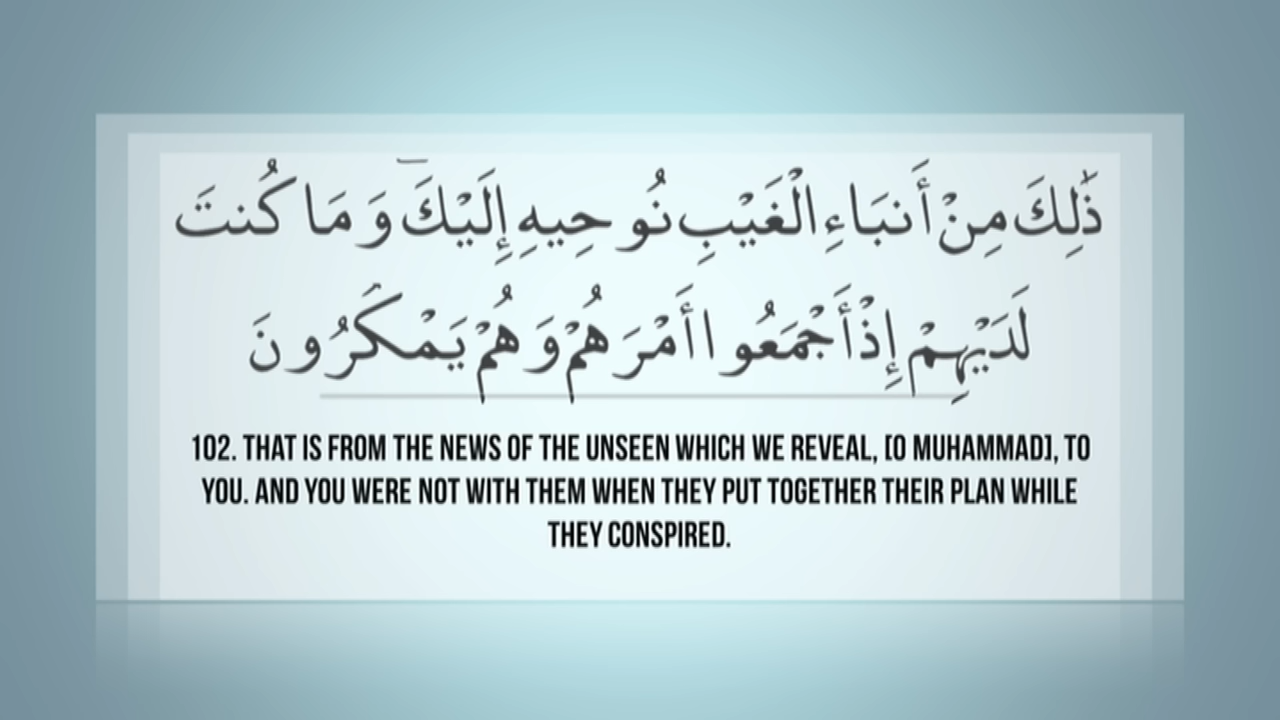 ذَٰلِكَ مِنْ أَنبَاءِ الْغَيْبِ نُوحِيهِ إِلَيْكَ ۖ وَمَا كُنتَ
لَدَيْهِمْ إِذْ أَجْمَعُوا أَمْرَهُمْ وَهُمْ يَمْكُرُونَ
102. THAT IS FROM THE NEWS OF THE UNSEEN WHICH WE REVEAL, [O MUHAMMAD], TO
YOU. AND YOU WERE NOT WITH THEM WHEN THEY PUT TOGETHER THEIR PLAN WHILE
THEY CONSPIRED.